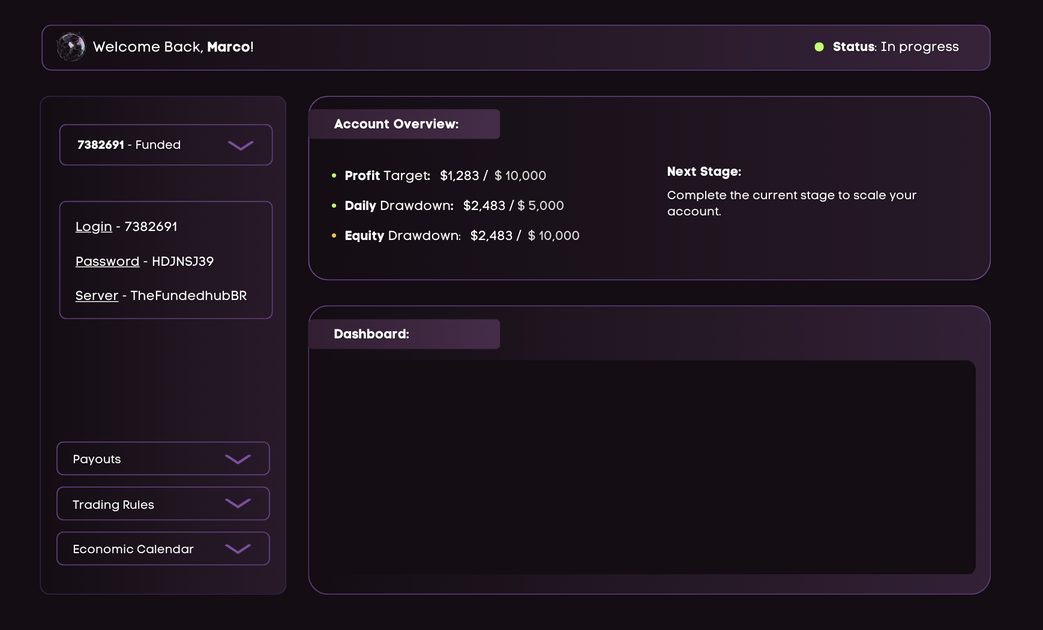 Welcome Back, Marco!
Status: In progress
7382691 - Funded
Login - 7382691
Password - HDJNSJ39
Server - TheFundedhubBR
Payouts
Trading Rules
Economic Calendar
Account Overview:
Profit Target: $1,283 / $ 10,000
Daily Drawdown: $2,483 / $ 5,000
Equity Drawdown: $2,483 / $ 10,000
Next Stage:
Complete the current stage to scale your
account.
Dashboard: